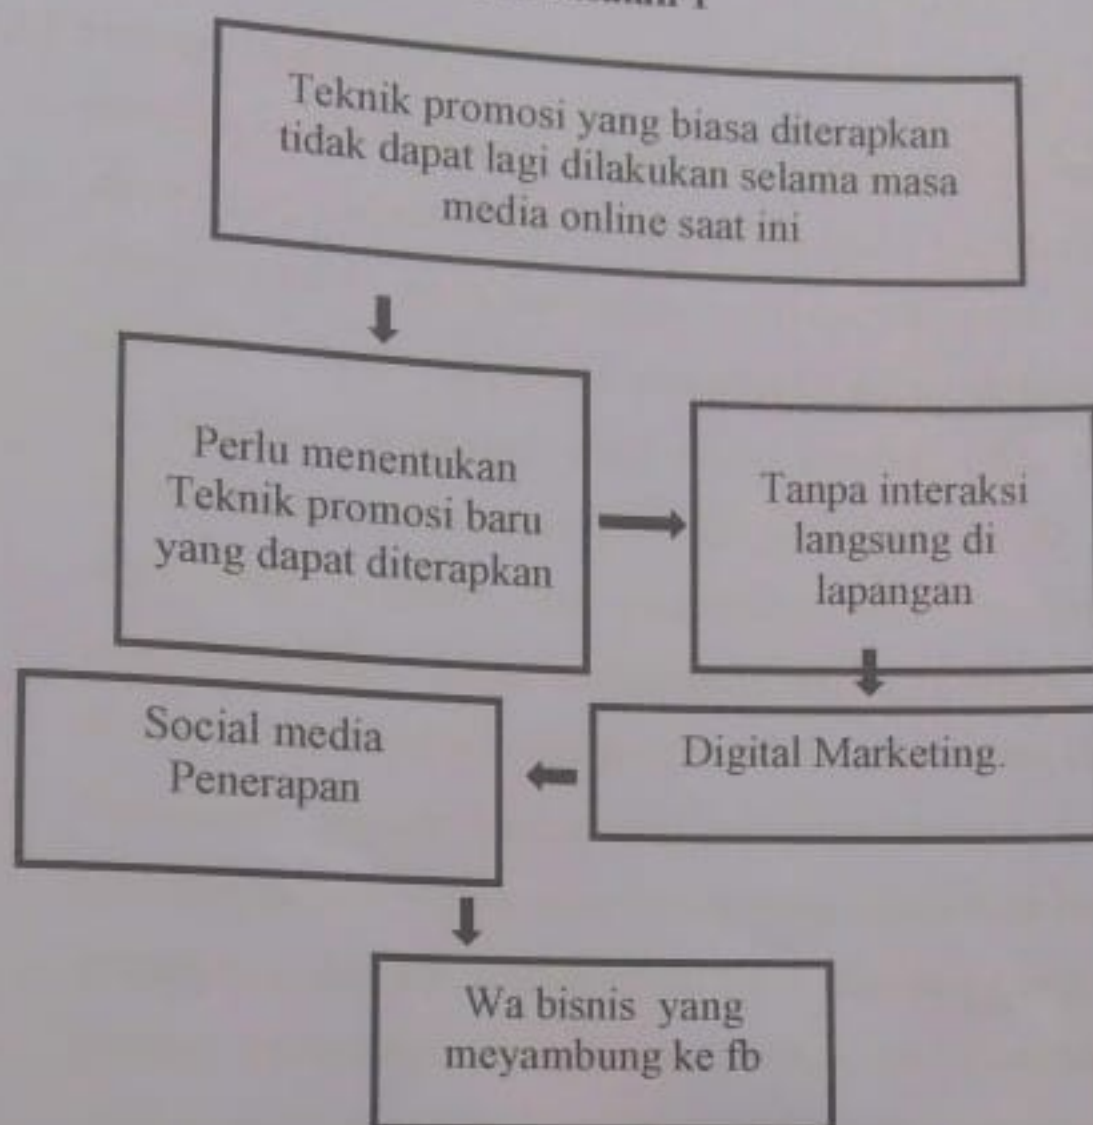 Teknik promosi yang biasa diterapkan
tidak dapat lagi dilakukan selama masa
media online saat ini
Perlu menentukan
Teknik promosi baru
yang dapat diterapkan
Tanpa interaksi
langsung di
lapangan
Digital Marketing.
Social media
Penerapan
Wa bisnis yang
meyambung ke fb